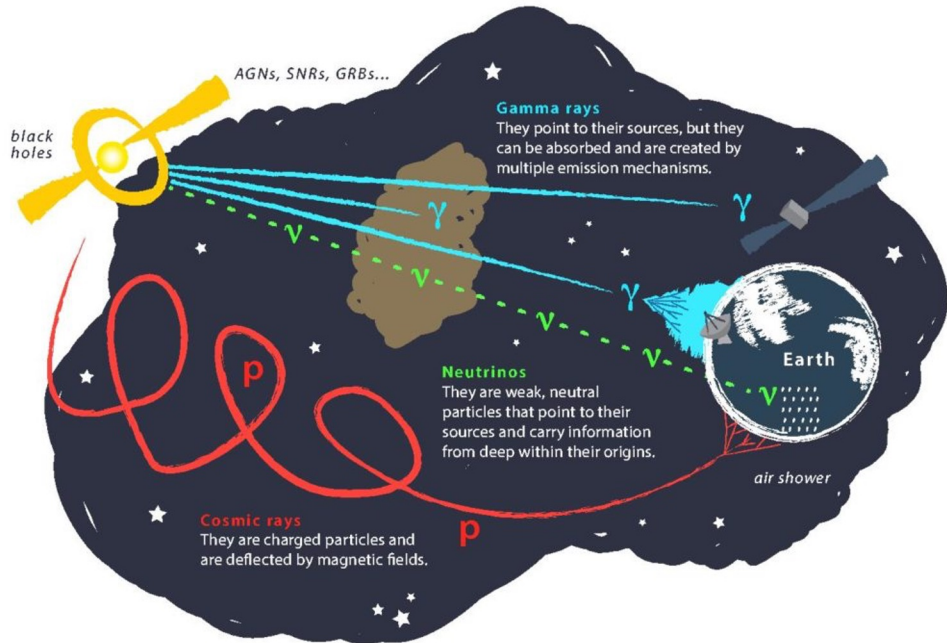 AGNs, SNRs, GRBs...
black
holes
Gamma rays
They point to their sources, but they
can be absorbed and are created by
multiple emission mechanisms.
γ
γ
ν
ν
γ
ν
Earth
ν
ν
p
Neutrinos
They are weak, neutral
particles that point to their
sources and carry information
from deep within their origins.
air shower
p
Cosmic rays
They are charged particles and
are deflected by magnetic fields.